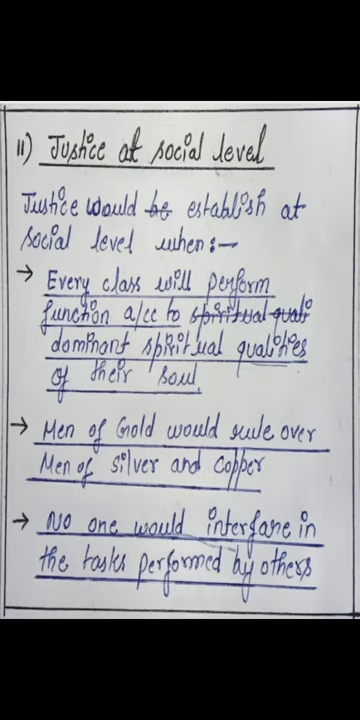 ii) Justice at social level
Justice would be establish at
social level when:-
→ Every class will perform
function a/cc to spiritual quali
dominant spiritual qualities
of their soul.
→ Men of Gold would rule over
Men of silver and copper
→ No one would interfare in
the tasks performed by others